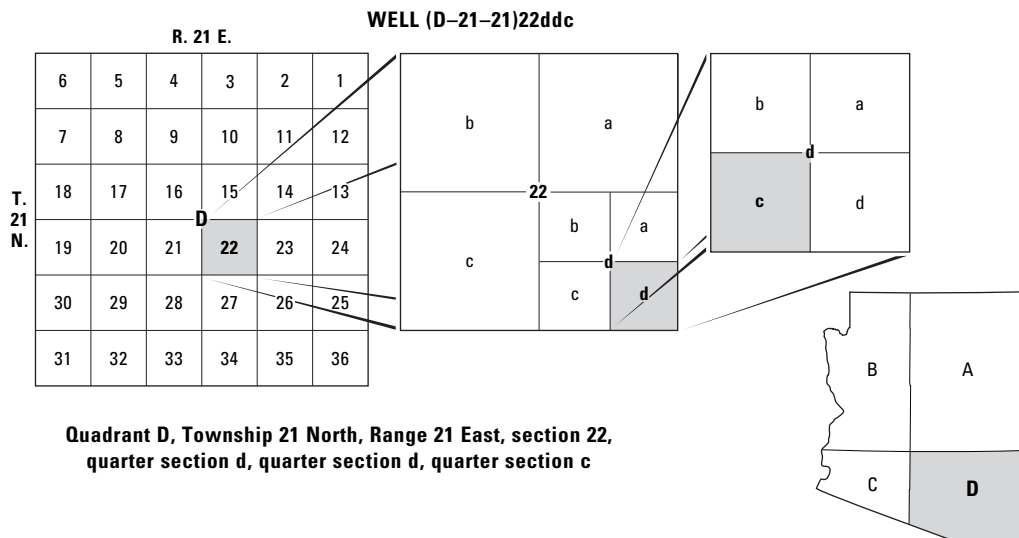 WELL (D–21–21)22ddc
R. 21 E.
T.
21
N.
6 5 4 3 2 1
7 8 9 10 11 12
18 17 16 15 14 13
D
19 20 21 22 23 24
30 29 28 27 26 25
31 32 33 34 35 36
b a
22
b a
c d
c d
b a
d
c d
B A
C D
Quadrant D, Township 21 North, Range 21 East, section 22,
quarter section d, quarter section d, quarter section c